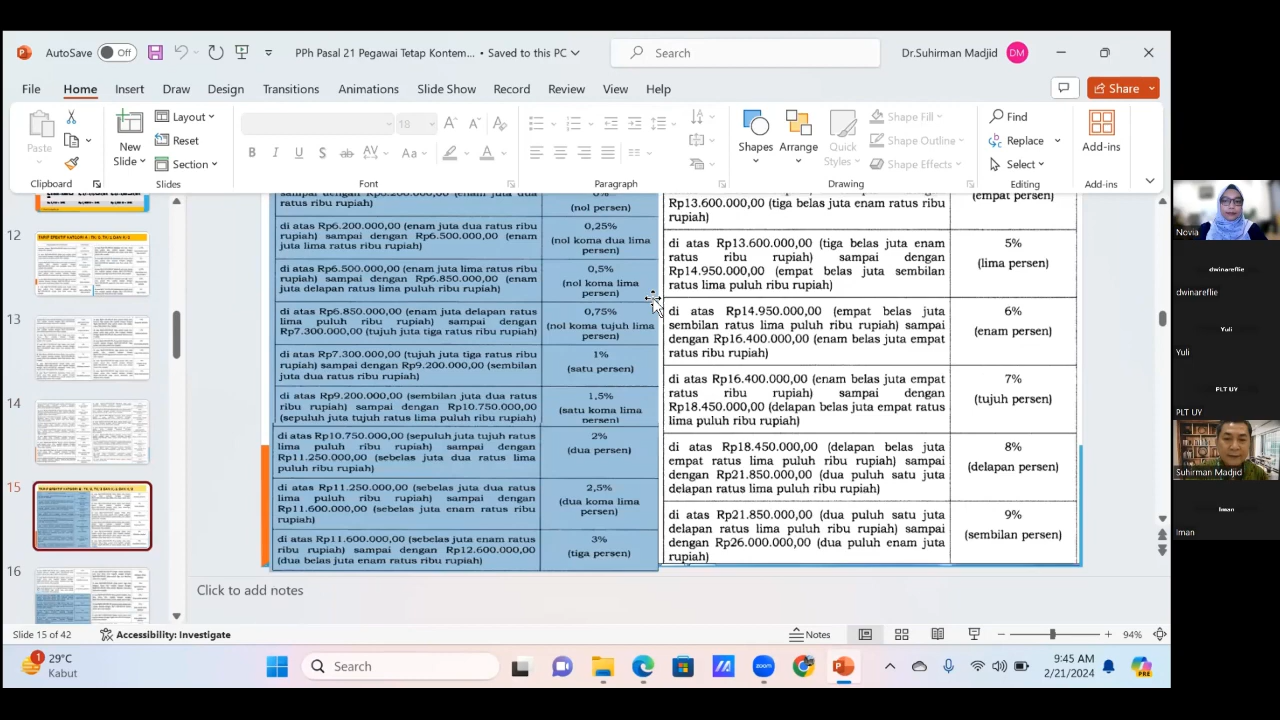 AutoSave Off PPh Pasal 21 Pegawai Tetap Kontem... • Saved to this PC Search Dr.Suhirman Madjid DM
File Home Insert Draw Design Transitions Animations Slide Show Record Review View Help Share
Paste
New
Slide
Layout
Reset
Section
18
Shapes
Arrange
Quick
Styles
Shape Fill
Shape Outline
Shape Effects
Find
Replace
Select
Add-ins
Clipboard Slides Font Paragraph Drawing Editing Add-ins
12
13
14
15
16
ratus ribu rupiah)
(nol persen)
di atas Rp6.200.000,00 (enam juta dua ratus ribu
rupiah) sampai dengan Rp6.500.000,00 (enam
juta lima ratus ribu rupiah)
0,25%
(nol koma dua lima
persen)
di atas Rp6.500.000,00 (enam juta lima ratus ribu
rupiah) sampai dengan Rp6.850.000,00 (enam
juta delapan ratus lima puluh ribu rupiah)
0,5%
(nol koma lima
persen)
di atas Rp6.850.000,00 (enam juta delapan ratus
lima puluh ribu rupiah) sampai dengan
Rp7.300.000,00 (tujuh juta tiga ratus ribu rupiah)
0,75%
(nol koma tujuh lima
persen)
di atas Rp7.300.000,00 (tujuh juta tiga ratus ribu
rupiah) sampai dengan Rp9.200.000,00 (sembilan
juta dua ratus ribu rupiah)
1%
(satu persen)
di atas Rp9.200.000,00 (sembilan juta dua ratus
ribu rupiah) sampai dengan Rp10.750.000,00
(sepuluh juta tujuh ratus lima puluh ribu rupiah)
1,5%
(satu koma lima
persen)
di atas Rp10.750.000,00 (sepuluh juta tujuh ratus
lima puluh ribu rupiah) sampai dengan
Rp11.250.000,00 (sebelas juta dua ratus lima
puluh ribu rupiah)
2%
(dua persen)
di atas Rp11.250.000,00 (sebelas juta dua ratus
lima puluh ribu rupiah) sampai dengan
Rp11.600.000,00 (sebelas juta enam ratus ribu
rupiah)
2,5%
(dua koma lima
persen)
di atas Rp11.600.000,00 (sebelas juta enam ratus
ribu rupiah) sampai dengan Rp12.600.000,00
(dua belas juta enam ratus ribu rupiah)
3%
(tiga persen)
Rp13.600.000,00 (tiga belas juta enam ratus ribu
rupiah)
(empat persen)
di atas Rp13.600.000,00 (tiga belas juta enam
ratus ribu rupiah) sampai dengan
Rp14.950.000,00 (empat belas juta sembilan
ratus lima puluh ribu rupiah)
5%
(lima persen)
di atas Rp14.950.000,00 (empat belas juta
sembilan ratus lima puluh ribu rupiah) sampai
dengan Rp16.400.000,00 (enam belas juta empat
ratus ribu rupiah)
6%
(enam persen)
di atas Rp16.400.000,00 (enam belas juta empat
ratus ribu rupiah) sampai dengan
Rp18.450.000,00 (delapan belas juta empat ratus
lima puluh ribu rupiah)
7%
(tujuh persen)
di atas Rp18.450.000,00 (delapan belas juta
empat ratus lima puluh ribu rupiah) sampai
dengan Rp21.850.000,00 (dua puluh satu juta
delapan ratus lima puluh ribu rupiah)
8%
(delapan persen)
di atas Rp21.850.000,00 (dua puluh satu juta
delapan ratus lima puluh ribu rupiah) sampai
dengan Rp26.000.000,00 (dua puluh enam juta
rupiah)
9%
(sembilan persen)
Click to add notes
Slide 15 of 42 Accessibility: Investigate Notes 94%
29°C
Kabut
1
Search
zoom
PRE
9:45 AM
2/21/2024
Novia
dwinareflie
dwinareflie
Yuli
Yuli
PLT UY
PLT UY
Suhirman Madjid
Iman
Iman